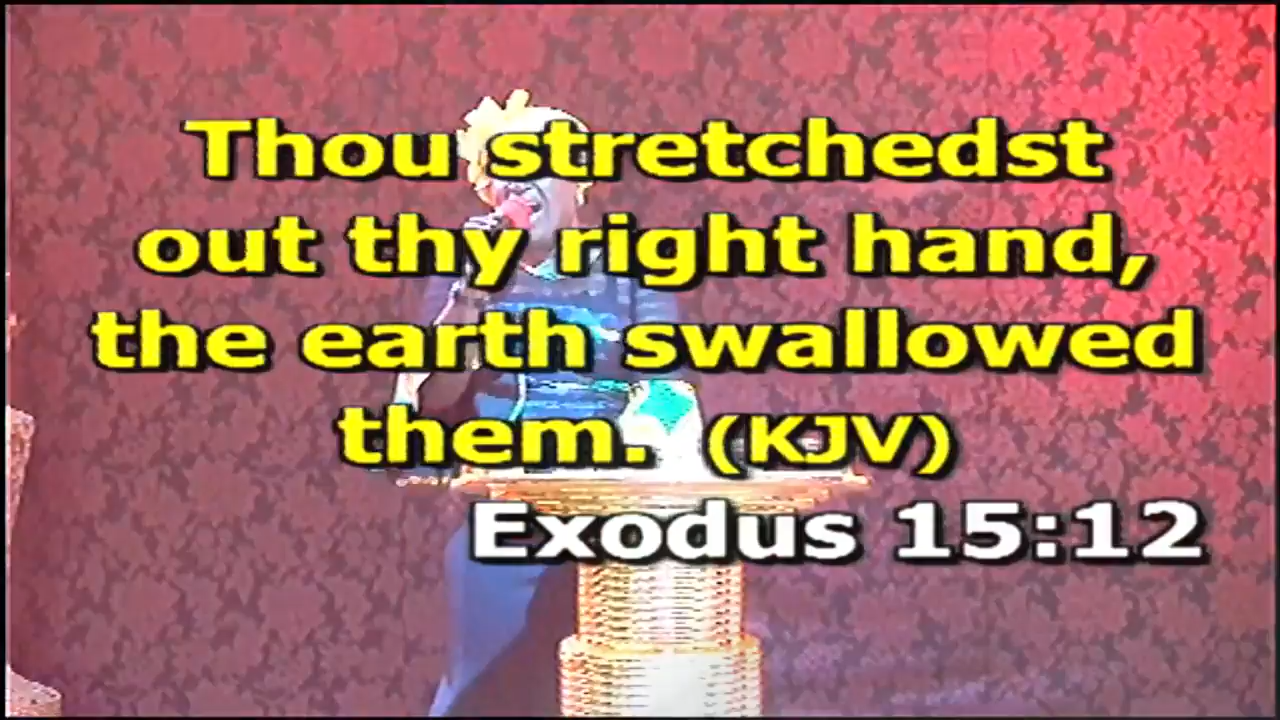 Thou stretchedst
out thy right hand,
the earth swallowed
them. (KJV)
Exodus 15:12